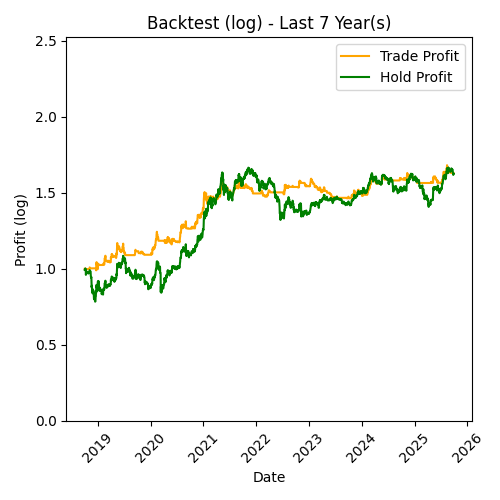 Backtest (log) - Last 7 Year(s)
Trade Profit
Hold Profit
Profit (log)
2.5
2.0
1.5
1.0
0.5
0.0
2019 2020 2021 2022 2023 2024 2025 2026
Date